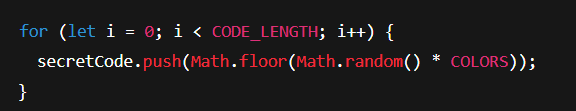 for (let i = 0; i < CODE_LENGTH; i++) {
  secretCode.push(Math.floor(Math.random() * COLORS));
}